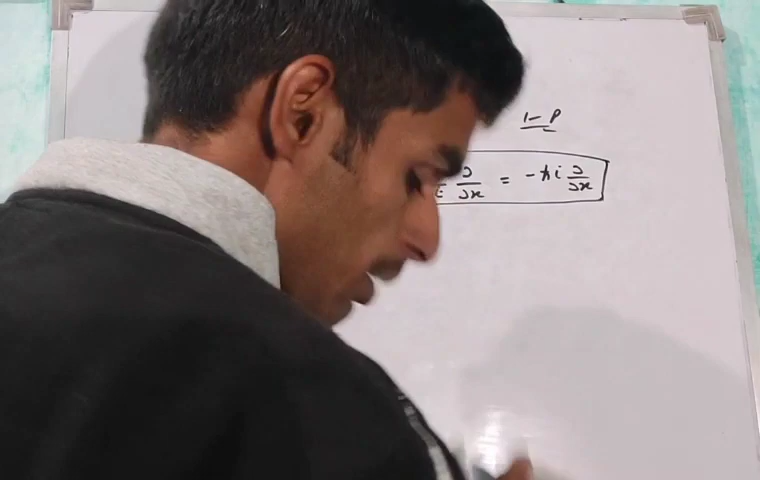 1-P
∂/∂x = -ħi ∂/∂x